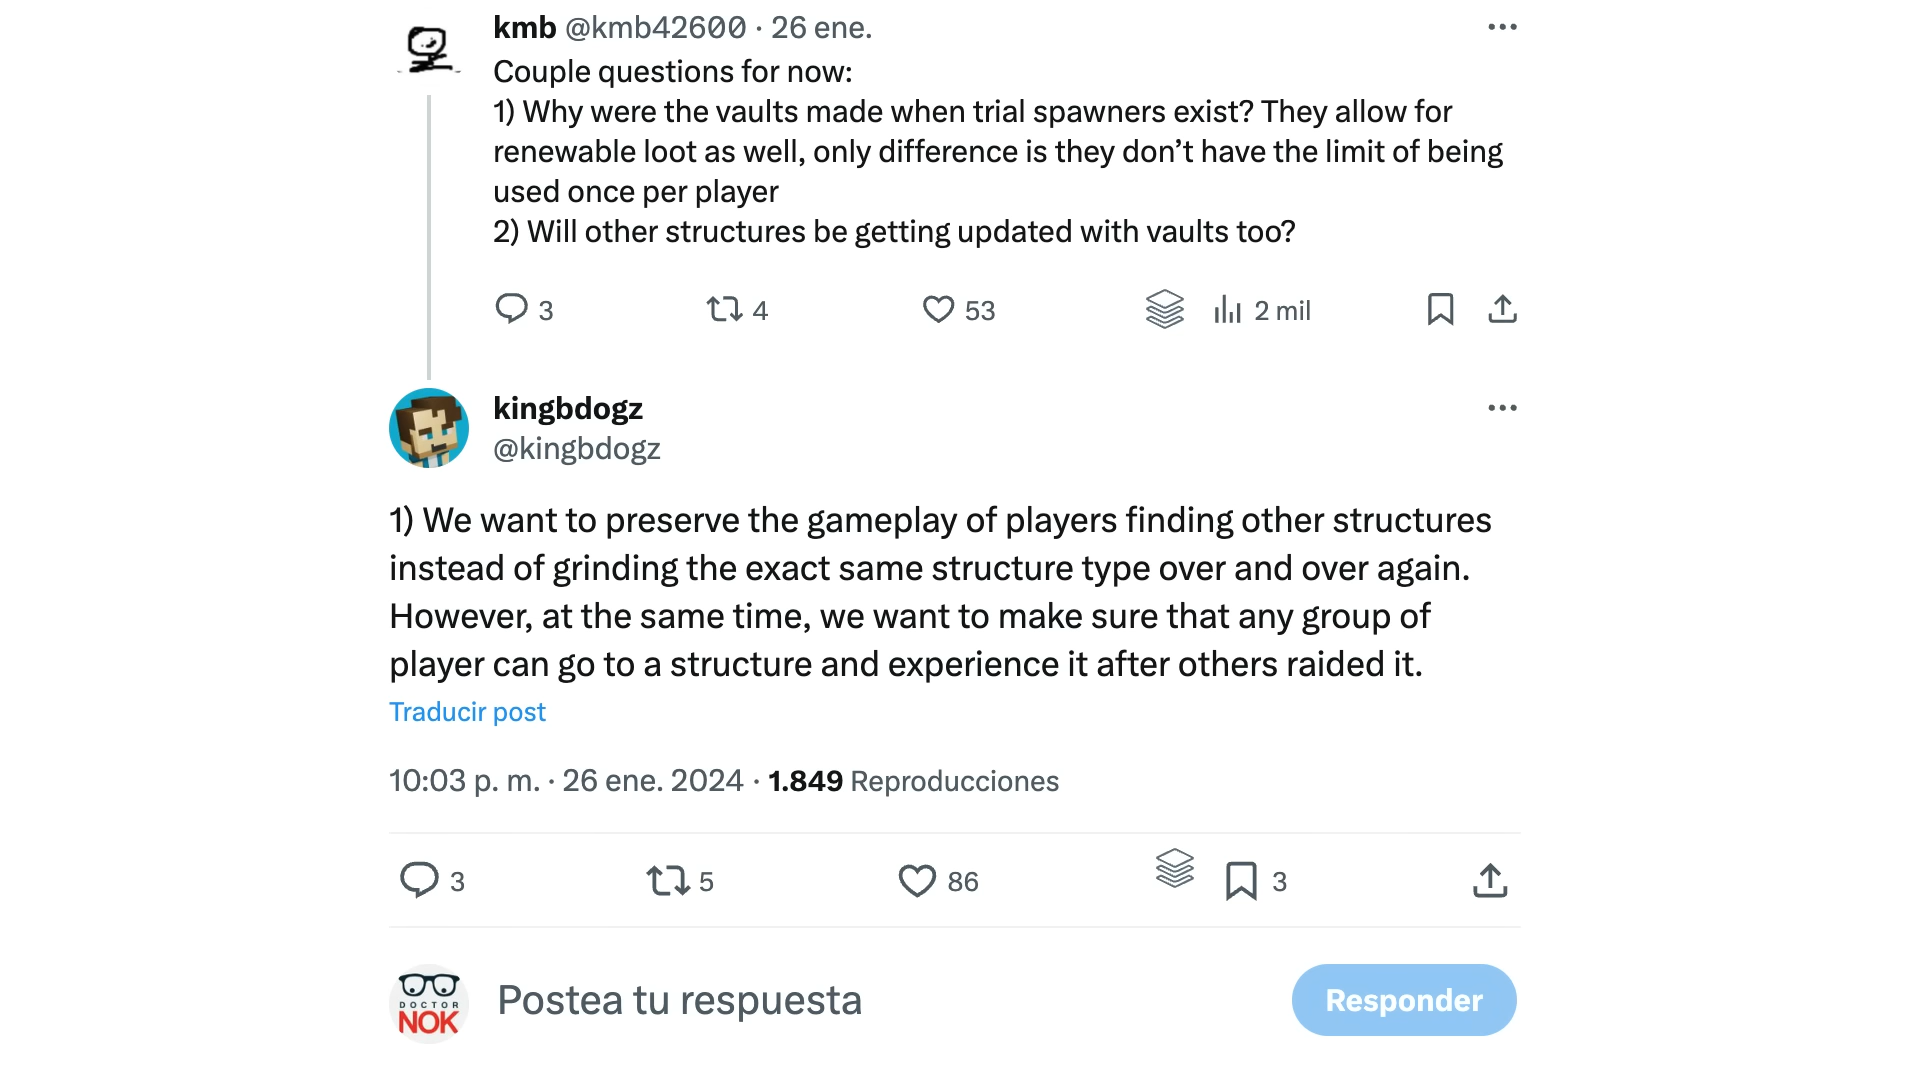 kmb @kmb42600 · 26 ene.
Couple questions for now:
1) Why were the vaults made when trial spawners exist? They allow for
renewable loot as well, only difference is they don’t have the limit of being
used once per player
2) Will other structures be getting updated with vaults too?
3 4 53 2 mil
kingbdogz
@kingbdogz
1) We want to preserve the gameplay of players finding other structures
instead of grinding the exact same structure type over and over again.
However, at the same time, we want to make sure that any group of
player can go to a structure and experience it after others raided it.
Traducir post
10:03 p. m. · 26 ene. 2024 · 1.849 Reproducciones
3 5 86 3
DOCTOR
NOK
Postea tu respuesta
Responder